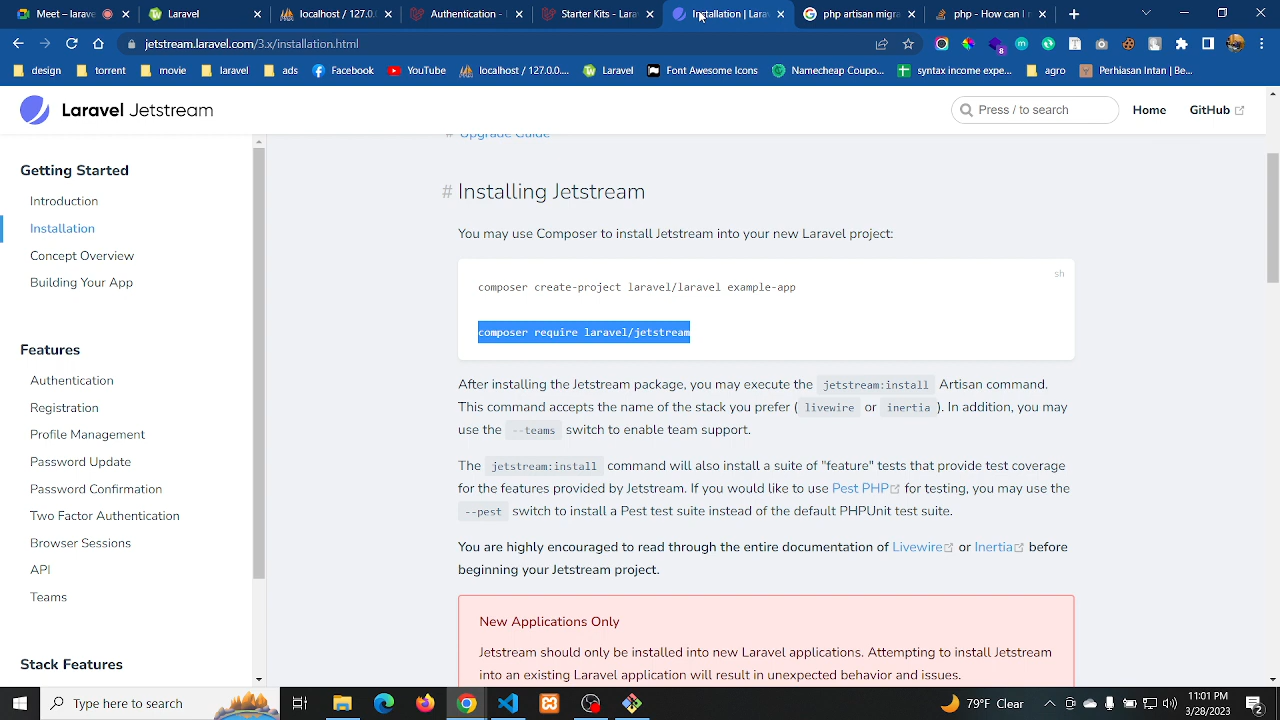 Meet - laravel
Laravel
localhost / 127.0.
Authentication -
Starter Kits - Lara
Installation | Larav
php artisan migra
php - How can I r
jetstream.laravel.com/3.x/installation.html
design
torrent
movie
laravel
ads
Facebook
YouTube
localhost / 127.0.0...
Laravel
Font Awesome Icons
Namecheap Coupo...
syntax income expe...
agro
Perhiasan Intan | Be...
Laravel Jetstream
Press / to search
Home
GitHub
# Upgrade Guide
Getting Started
Introduction
Installation
Concept Overview
Building Your App
Features
Authentication
Registration
Profile Management
Password Update
Password Confirmation
Two Factor Authentication
Browser Sessions
API
Teams
Stack Features
# Installing Jetstream
You may use Composer to install Jetstream into your new Laravel project:
sh
composer create-project laravel/laravel example-app
composer require laravel/jetstream
After installing the Jetstream package, you may execute the jetstream:install Artisan command.
This command accepts the name of the stack you prefer ( livewire or inertia ). In addition, you may
use the --teams switch to enable team support.
The jetstream:install command will also install a suite of "feature" tests that provide test coverage
for the features provided by Jetstream. If you would like to use Pest PHP for testing, you may use the
--pest switch to install a Pest test suite instead of the default PHPUnit test suite.
You are highly encouraged to read through the entire documentation of Livewire or Inertia before
beginning your Jetstream project.
New Applications Only
Jetstream should only be installed into new Laravel applications. Attempting to install Jetstream
into an existing Laravel application will result in unexpected behavior and issues.
Type here to search
79°F Clear
11:01 PM
3/28/2023